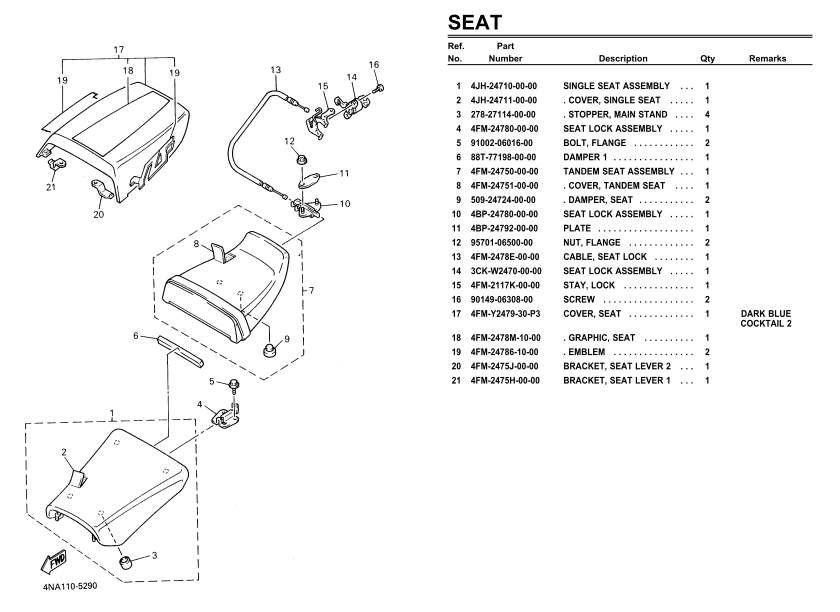 17
18
19
19
21
20
13
15
14
16
12
11
10
8
7
9
6
5
4
1
2
3
FWD
4NA110-5290
SEAT
Ref. Part
No. Number Description Qty Remarks
1 4JH-24710-00-00 SINGLE SEAT ASSEMBLY ... 1
2 4JH-24711-00-00 . COVER, SINGLE SEAT ..... 1
3 278-27114-00-00 . STOPPER, MAIN STAND .... 4
4 4FM-24780-00-00 SEAT LOCK ASSEMBLY ..... 1
5 91002-06016-00 BOLT, FLANGE ............ 2
6 88T-77198-00-00 DAMPER 1 ................ 1
7 4FM-24750-00-00 TANDEM SEAT ASSEMBLY ... 1
8 4FM-24751-00-00 . COVER, TANDEM SEAT .... 1
9 509-24724-00-00 . DAMPER, SEAT ........... 2
10 4BP-24780-00-00 SEAT LOCK ASSEMBLY ..... 1
11 4BP-24792-00-00 PLATE ................... 1
12 95701-06500-00 NUT, FLANGE ............. 2
13 4FM-2478E-00-00 CABLE, SEAT LOCK ........ 1
14 3CK-W2470-00-00 SEAT LOCK ASSEMBLY ..... 1
15 4FM-2117K-00-00 STAY, LOCK .............. 1
16 90149-06308-00 SCREW .................. 2
17 4FM-Y2479-30-P3 COVER, SEAT ............. 1 DARK BLUE
COCKTAIL 2
18 4FM-2478M-10-00 . GRAPHIC, SEAT .......... 1
19 4FM-24786-10-00 . EMBLEM ................ 2
20 4FM-2475J-00-00 BRACKET, SEAT LEVER 2 ... 1
21 4FM-2475H-00-00 BRACKET, SEAT LEVER 1 ... 1